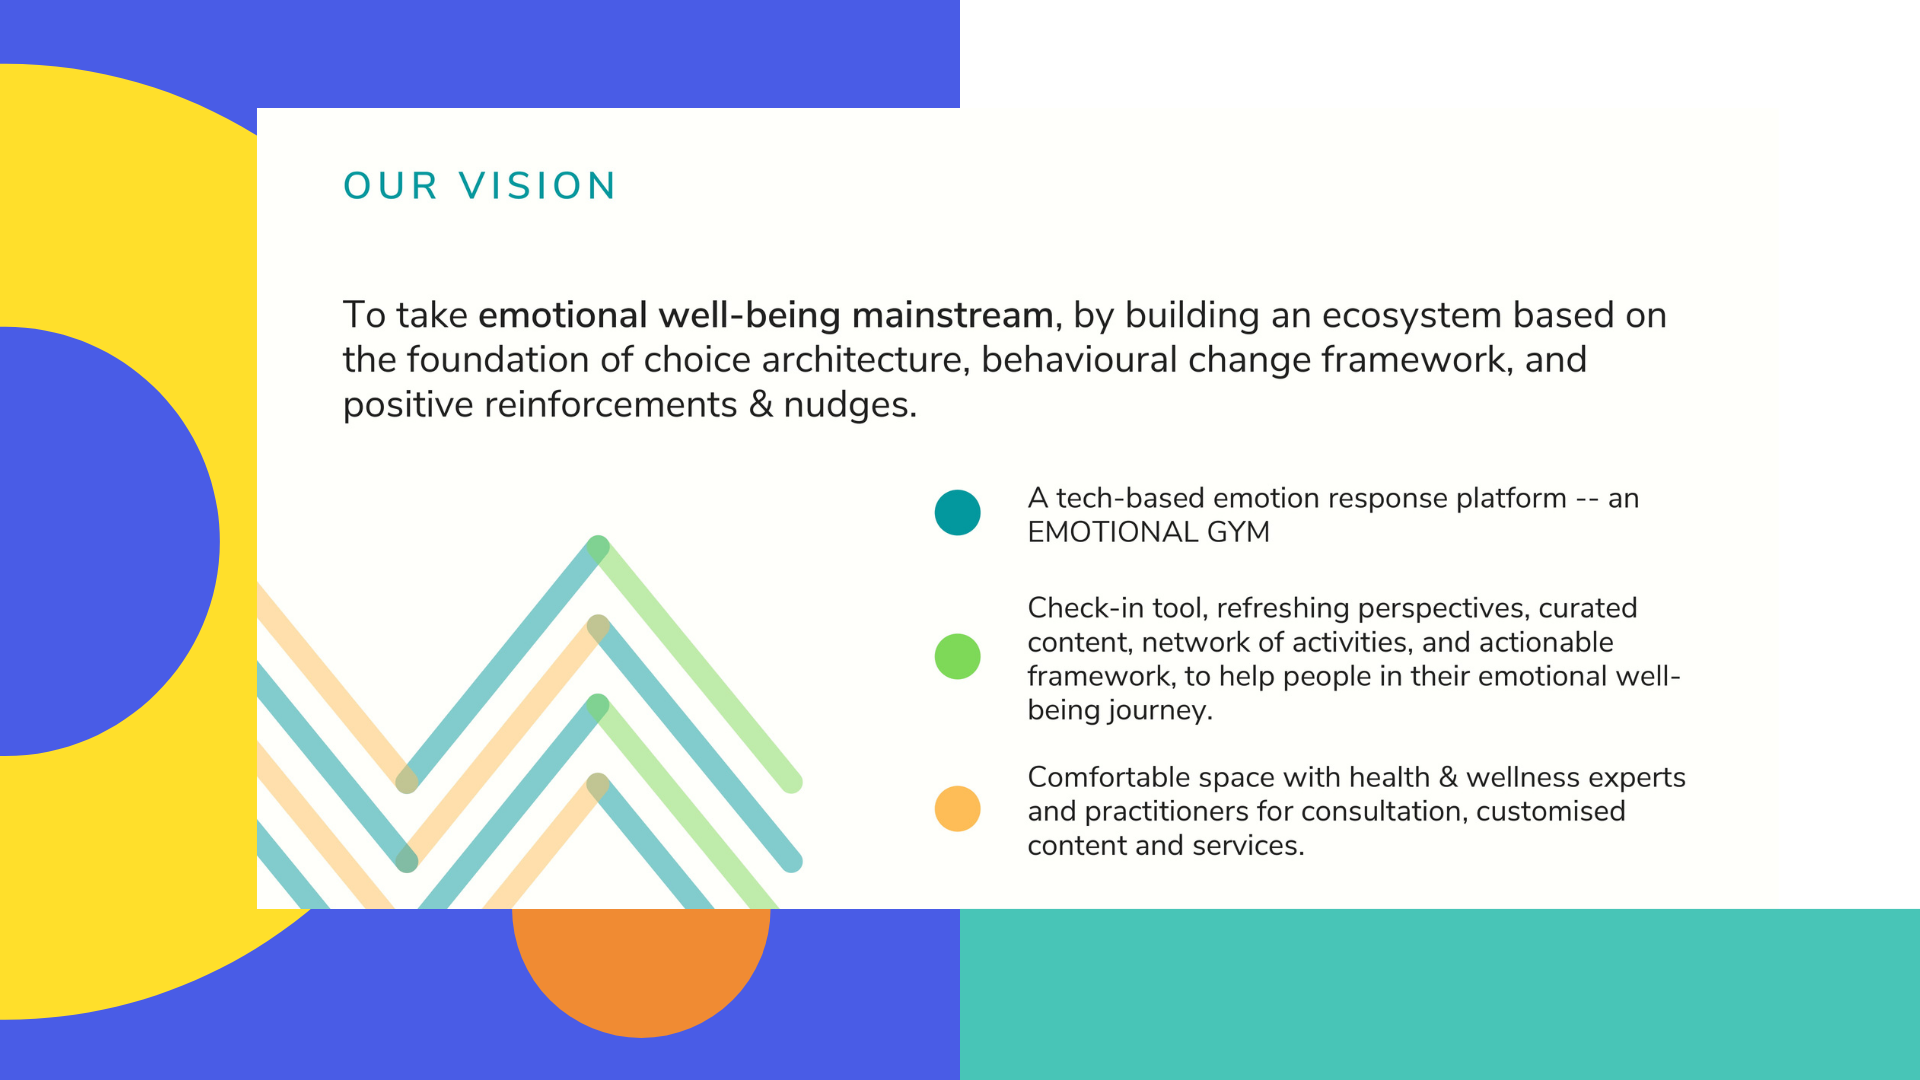 OUR VISION
To take emotional well-being mainstream, by building an ecosystem based on
the foundation of choice architecture, behavioural change framework, and
positive reinforcements & nudges.
A tech-based emotion response platform -- an
EMOTIONAL GYM
Check-in tool, refreshing perspectives, curated
content, network of activities, and actionable
framework, to help people in their emotional well-
being journey.
Comfortable space with health & wellness experts
and practitioners for consultation, customised
content and services.